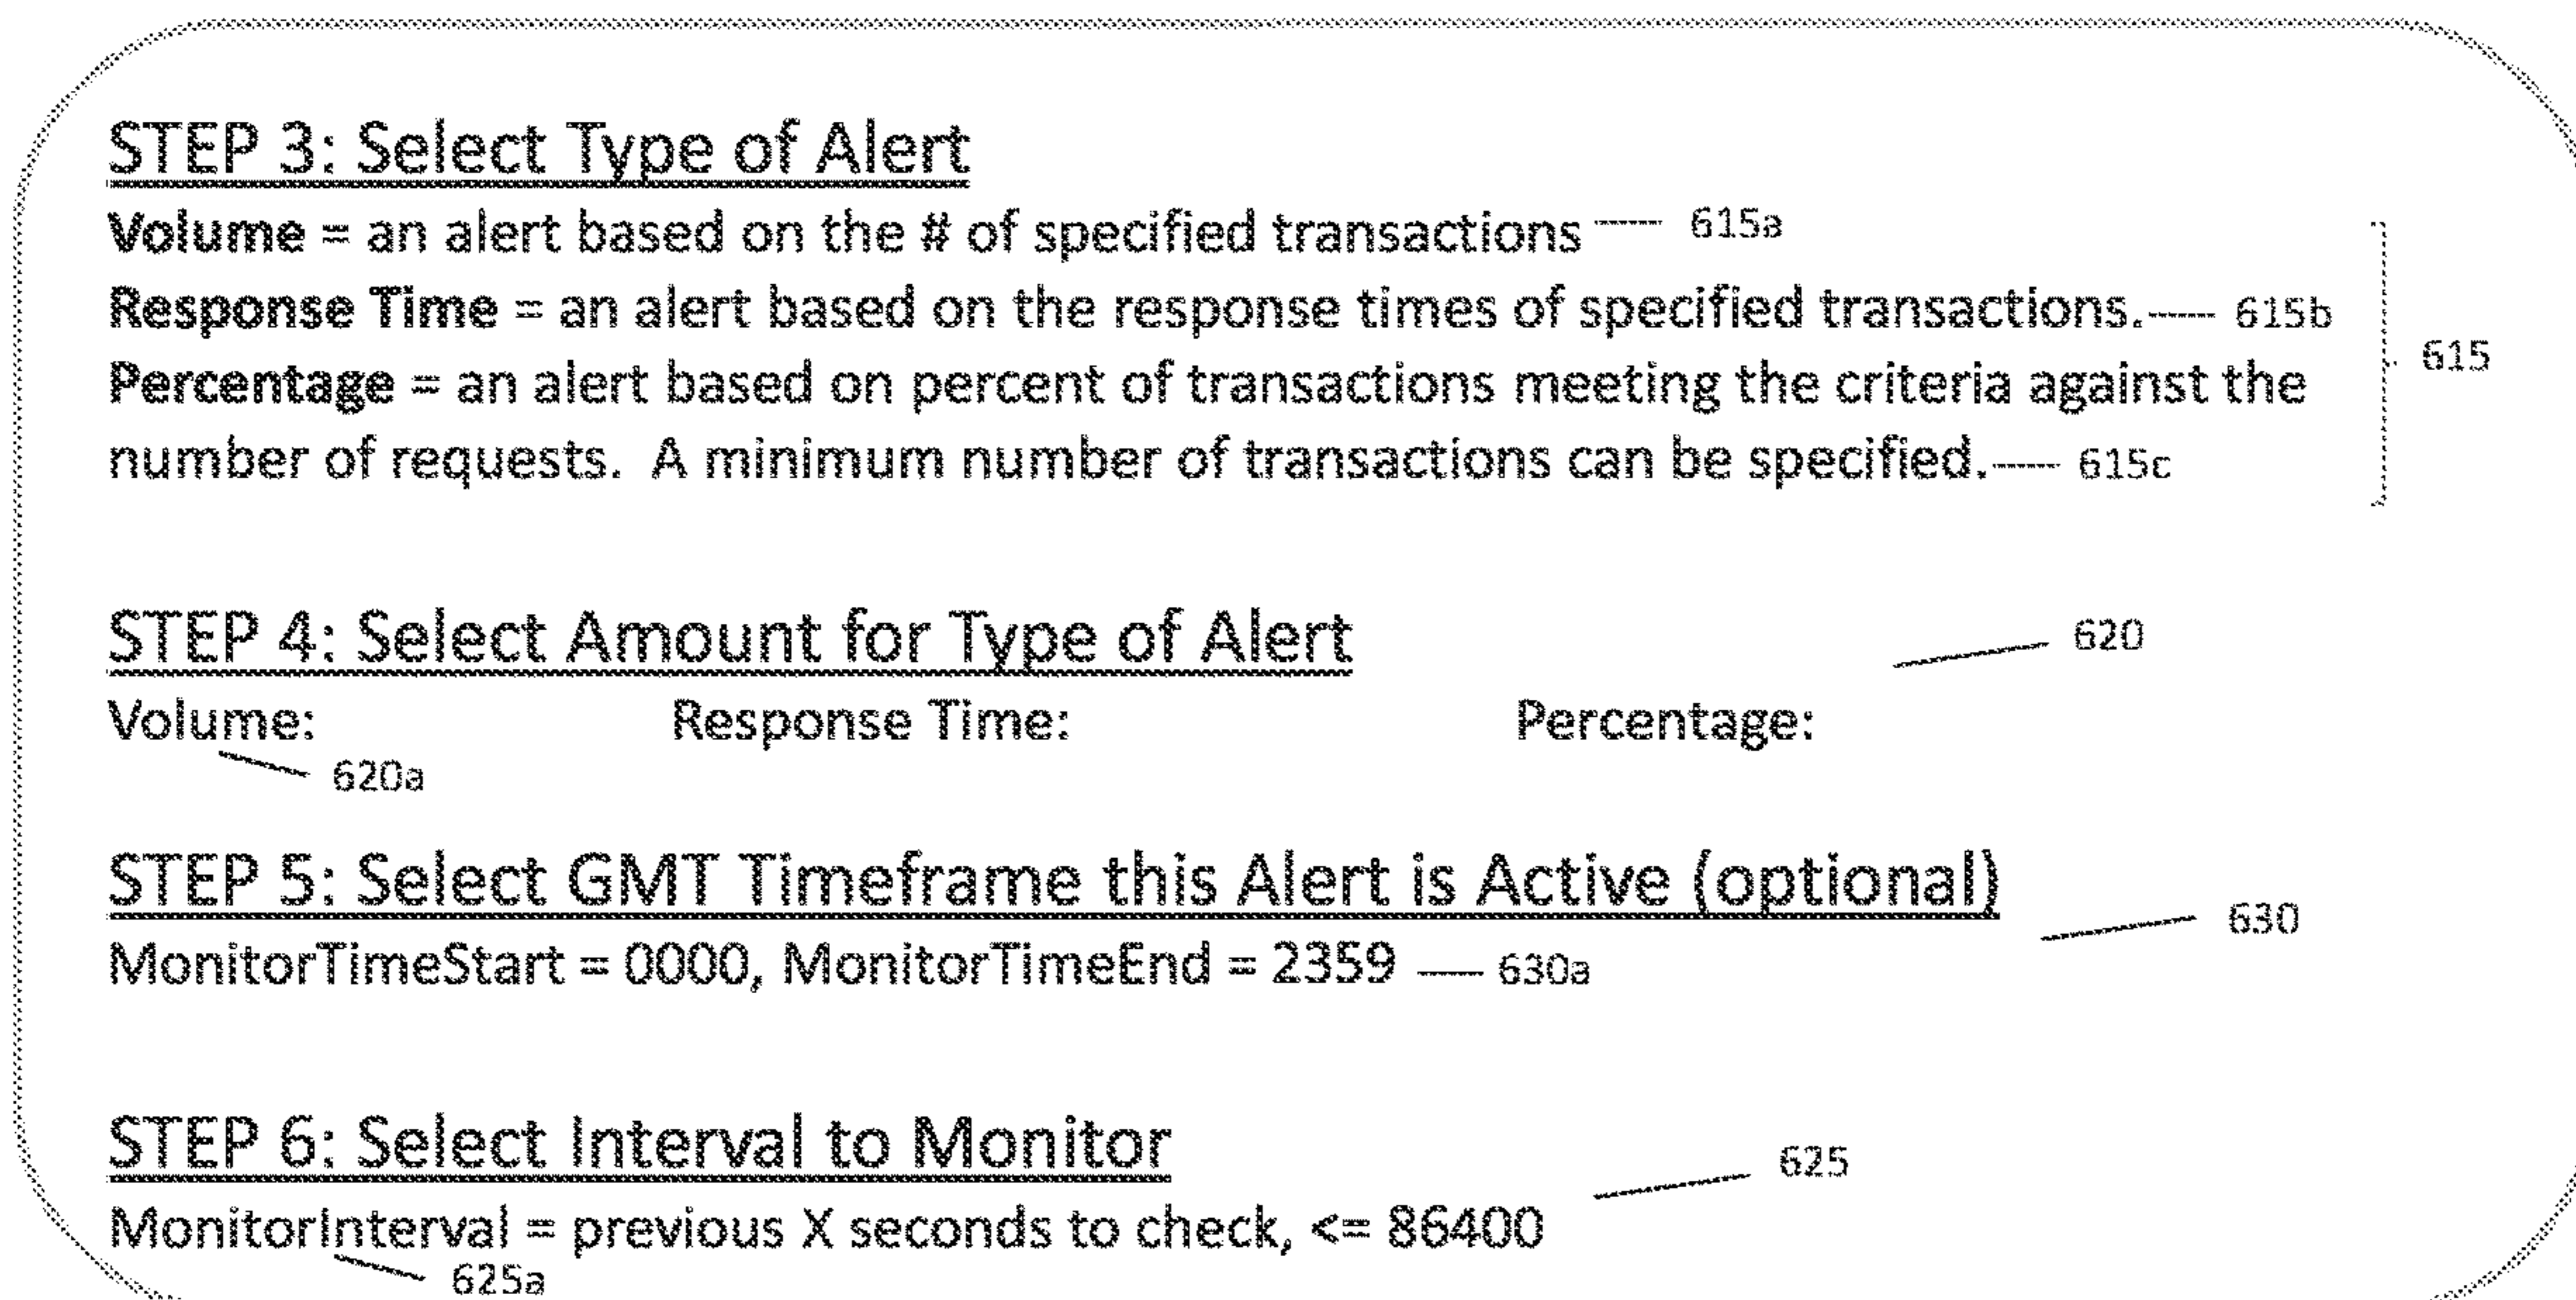 STEP 3: Select Type of Alert
Volume = an alert based on the # of specified transactions 615a
Response Time = an alert based on the response times of specified transactions. 615b
615
Percentage = an alert based on percent of transactions meeting the criteria against the
number of requests.  A minimum number of transactions can be specified. 615c
STEP 4: Select Amount for Type of Alert 620
Volume: Response Time: Percentage:
620a
STEP 5: Select GMT Timeframe this Alert is Active (optional) 630
MonitorTimeStart = 0000, MonitorTimeEnd = 2359 630a
STEP 6: Select Interval to Monitor 625
MonitorInterval = previous X seconds to check, <= 86400
625a